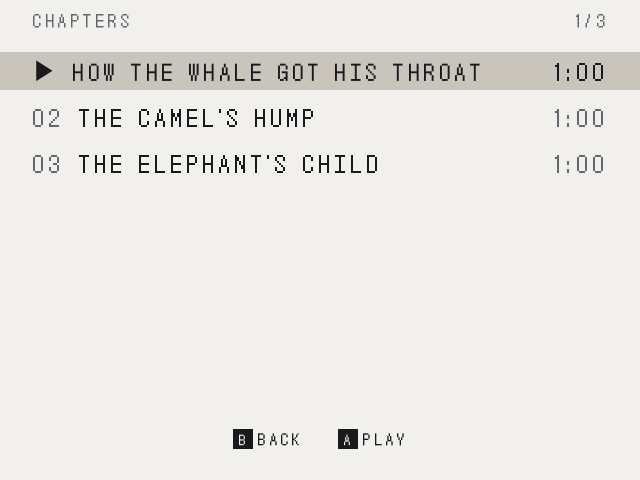 CHAPTERS 1/3
HOW THE WHALE GOT HIS THROAT 1:00
02 THE CAMEL'S HUMP 1:00
03 THE ELEPHANT'S CHILD 1:00
B BACK A PLAY